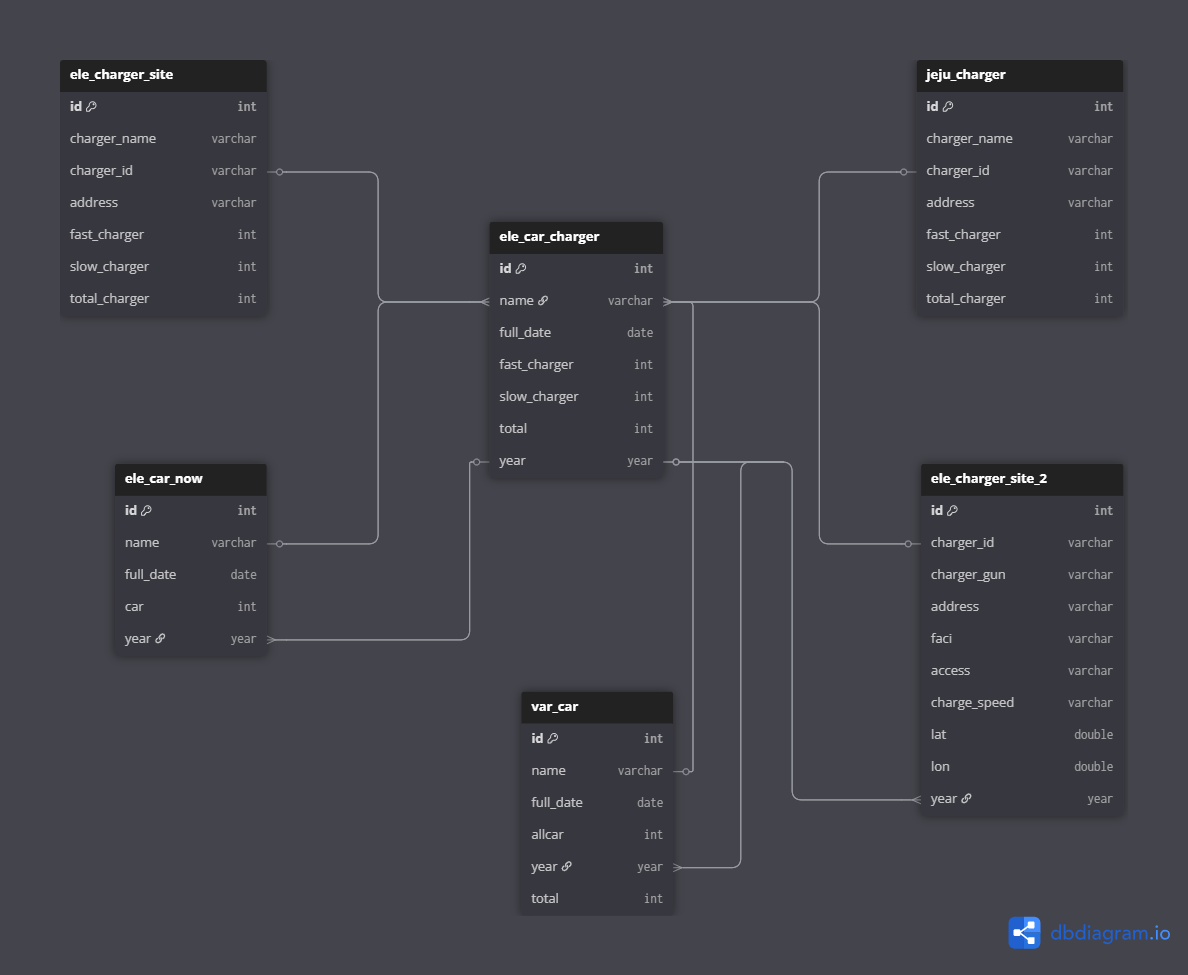 ele_charger_site
id int
charger_name varchar
charger_id varchar
address varchar
fast_charger int
slow_charger int
total_charger int
jeju_charger
id int
charger_name varchar
charger_id varchar
address varchar
fast_charger int
slow_charger int
total_charger int
ele_car_charger
id int
name varchar
full_date date
fast_charger int
slow_charger int
total int
year year
ele_car_now
id int
name varchar
full_date date
car int
year year
ele_charger_site_2
id int
charger_id varchar
charger_gun varchar
address varchar
faci varchar
access varchar
charge_speed varchar
lat double
lon double
year year
var_car
id int
name varchar
full_date date
allcar int
year year
total int
dbdiagram.io